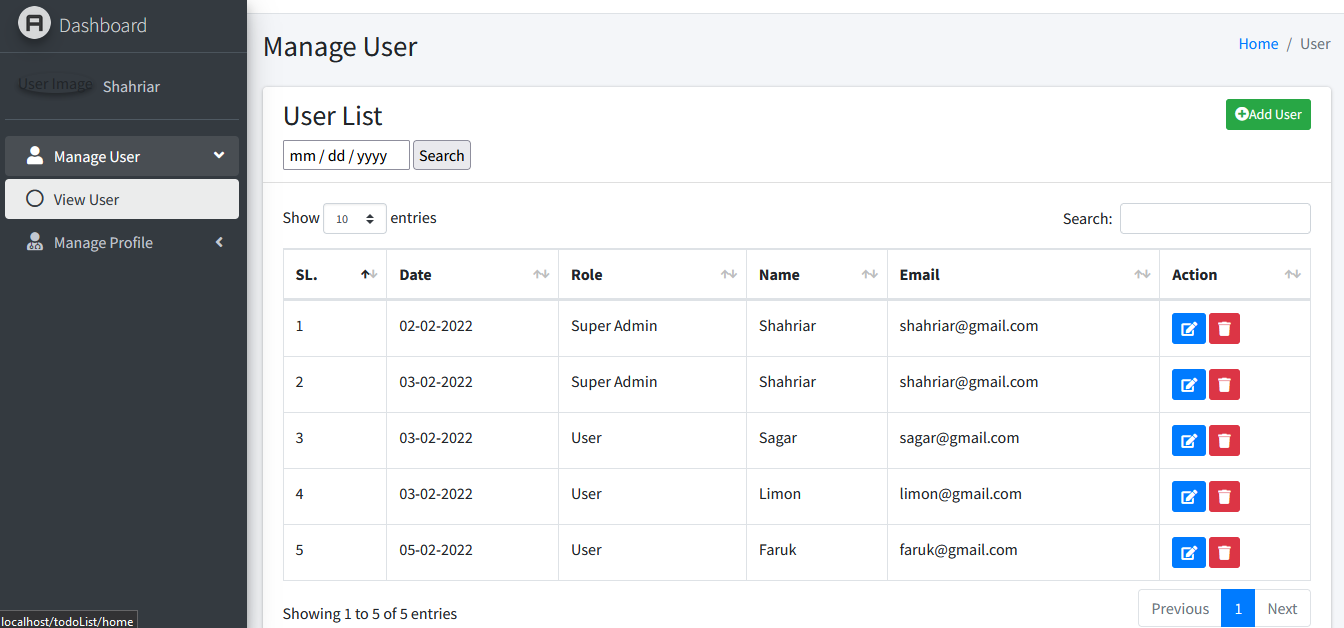 Dashboard
Home / User
Manage User
User Image Shahriar
User List
Add User
mm / dd / yyyy Search
Manage User
View User
Manage Profile
Show 10 entries Search:
SL. Date Role Name Email Action
1 02-02-2022 Super Admin Shahriar shahriar@gmail.com
2 03-02-2022 Super Admin Shahriar shahriar@gmail.com
3 03-02-2022 User Sagar sagar@gmail.com
4 03-02-2022 User Limon limon@gmail.com
5 05-02-2022 User Faruk faruk@gmail.com
Showing 1 to 5 of 5 entries Previous 1 Next
localhost/todoList/home